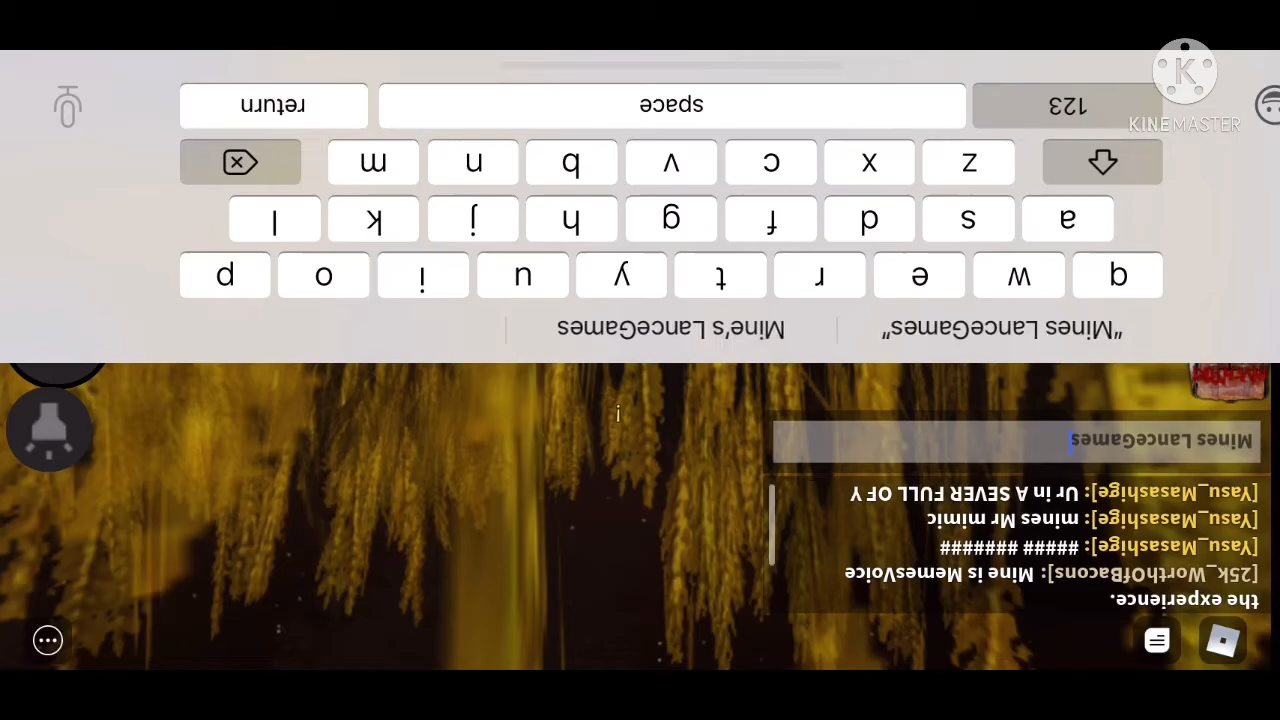 the experience.
[25k_WorthOfBacons]: Mine is MemesVoice
[Yasu_Masashige]: ##### #######
[Yasu_Masashige]: mines Mr mimic
[Yasu_Masashige]: Ur in A SEVER FULL OF Y
Mines LanceGames
!
"Mines LanceGames" Mine's LanceGames
q w e r t y u i o p
a s d f g h j k l
z x c v b n m
123 space return
KINEMASTER